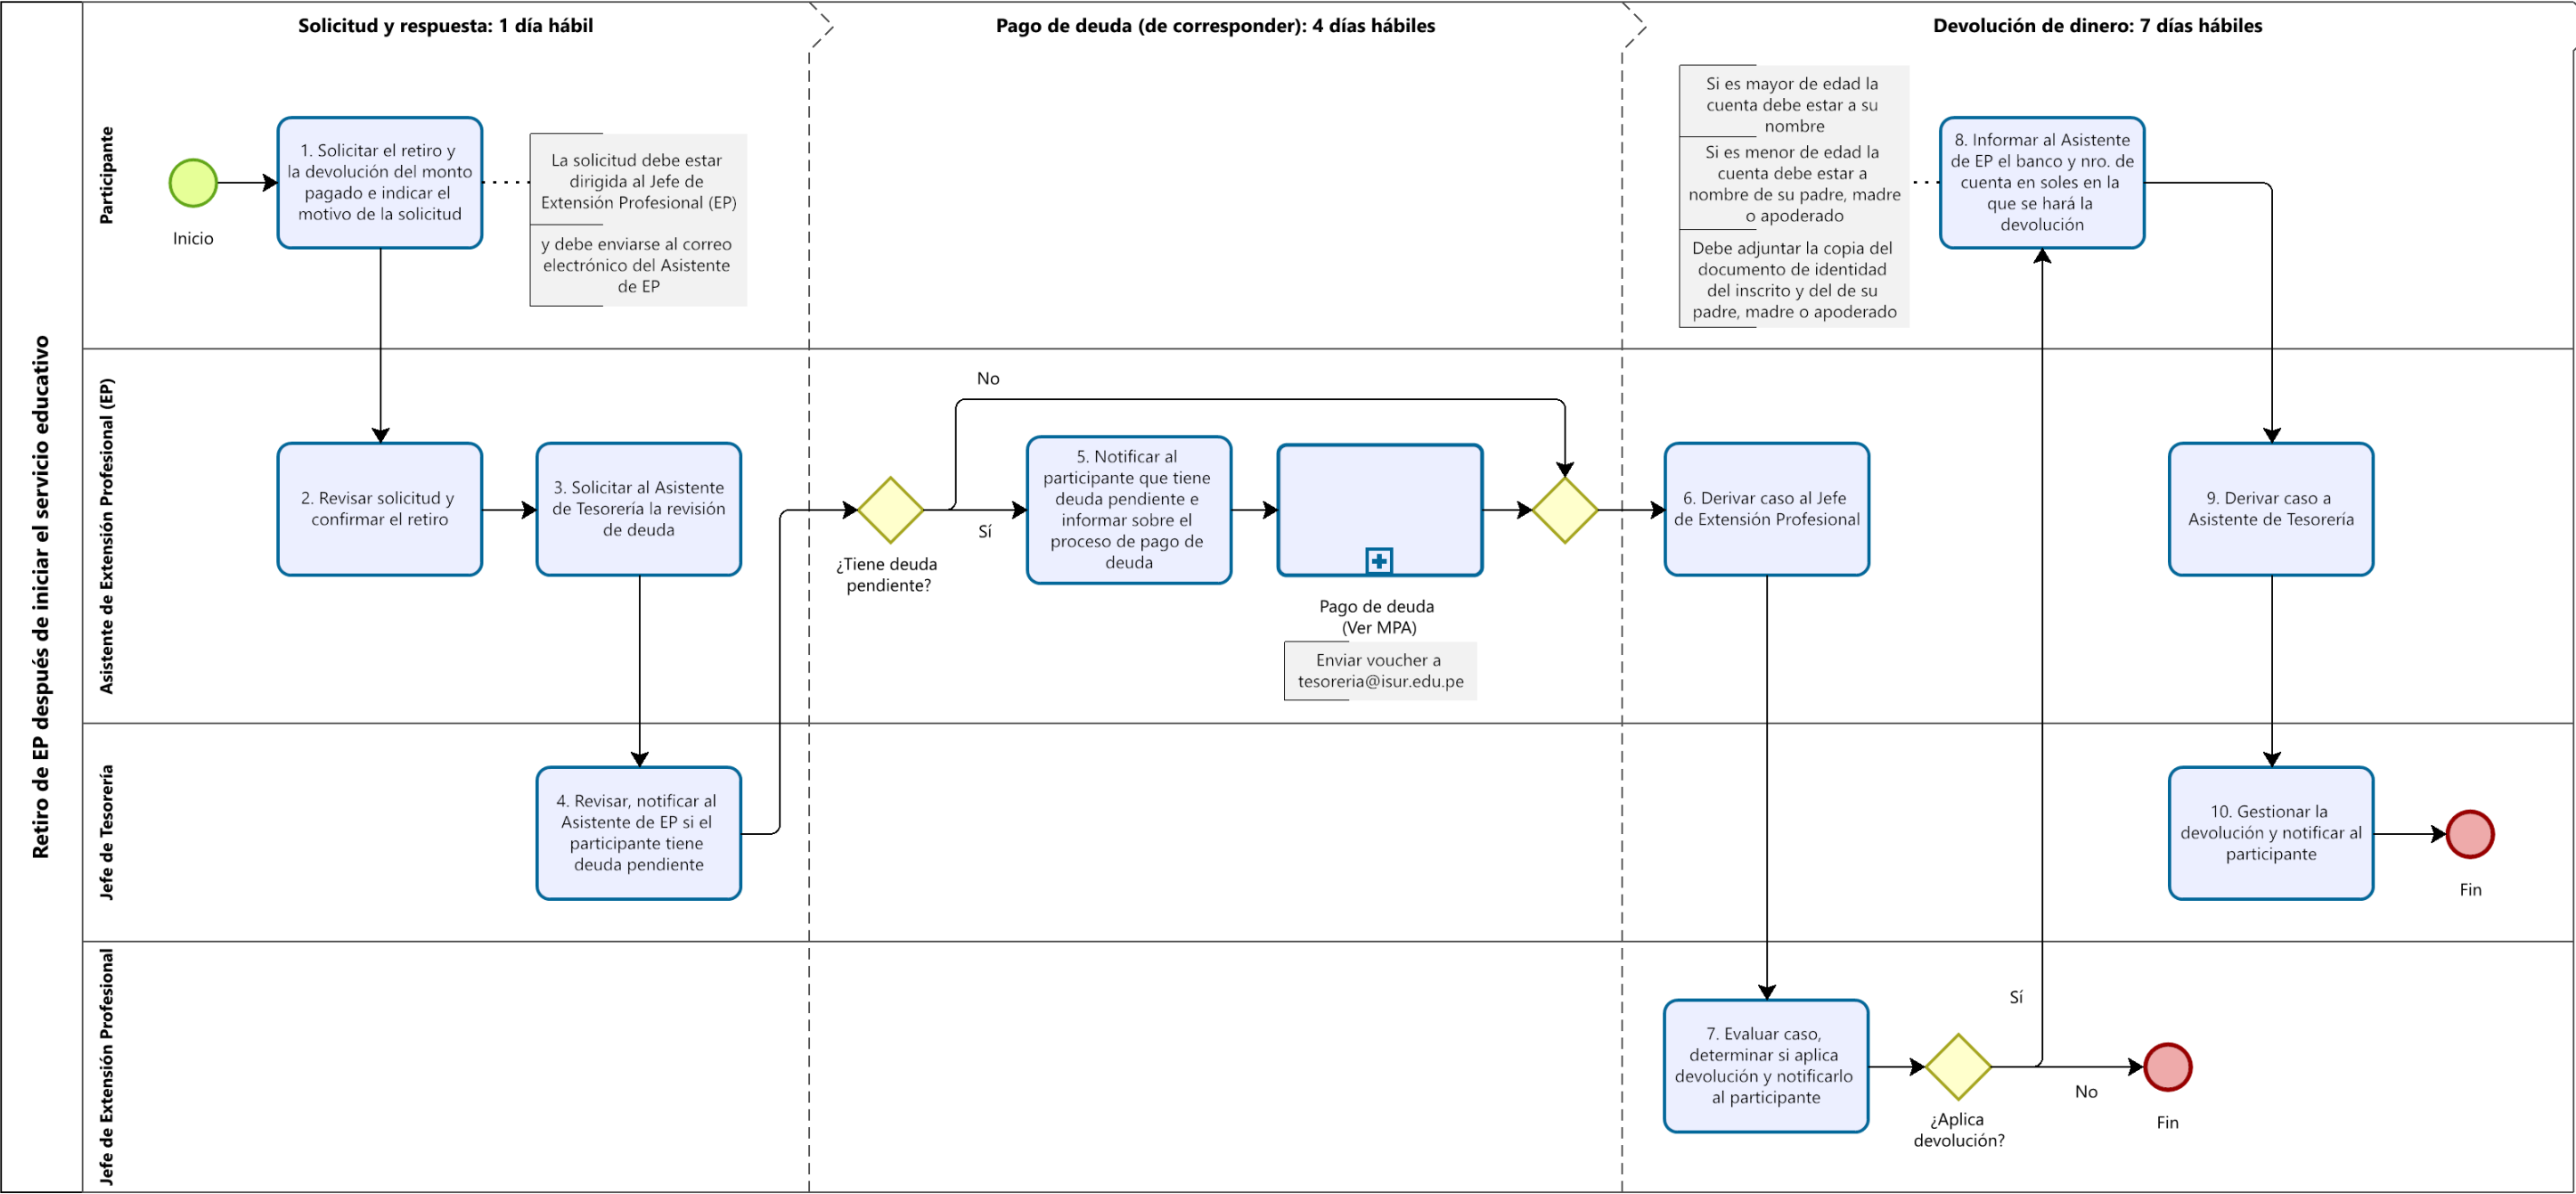 Retiro de EP después de iniciar el servicio educativo
Solicitud y respuesta: 1 día hábil
Pago de deuda (de corresponder): 4 días hábiles
Devolución de dinero: 7 días hábiles
Participante
Inicio
1. Solicitar el retiro y
la devolución del monto
pagado e indicar el
motivo de la solicitud
La solicitud debe estar
dirigida al Jefe de
Extensión Profesional (EP)
y debe enviarse al correo
electrónico del Asistente
de EP
Si es mayor de edad la
cuenta debe estar a su
nombre
Si es menor de edad la
cuenta debe estar a
nombre de su padre, madre
o apoderado
Debe adjuntar la copia del
documento de identidad
del inscrito y del de su
padre, madre o apoderado
8. Informar al Asistente
de EP el banco y nro. de
cuenta en soles en la
que se hará la
devolución
Asistente de Extensión Profesional (EP)
2. Revisar solicitud y
confirmar el retiro
3. Solicitar al Asistente
de Tesorería la revisión
de deuda
¿Tiene deuda
pendiente?
No
Sí
5. Notificar al
participante que tiene
deuda pendiente e
informar sobre el
proceso de pago de
deuda
Pago de deuda
(Ver MPA)
Enviar voucher a
tesoreria@isur.edu.pe
6. Derivar caso al Jefe
de Extensión Profesional
9. Derivar caso a
Asistente de Tesorería
Jefe de Tesorería
4. Revisar, notificar al
Asistente de EP si el
participante tiene
deuda pendiente
10. Gestionar la
devolución y notificar al
participante
Fin
Jefe de Extensión Profesional
7. Evaluar caso,
determinar si aplica
devolución y notificarlo
al participante
¿Aplica
devolución?
Sí
No
Fin